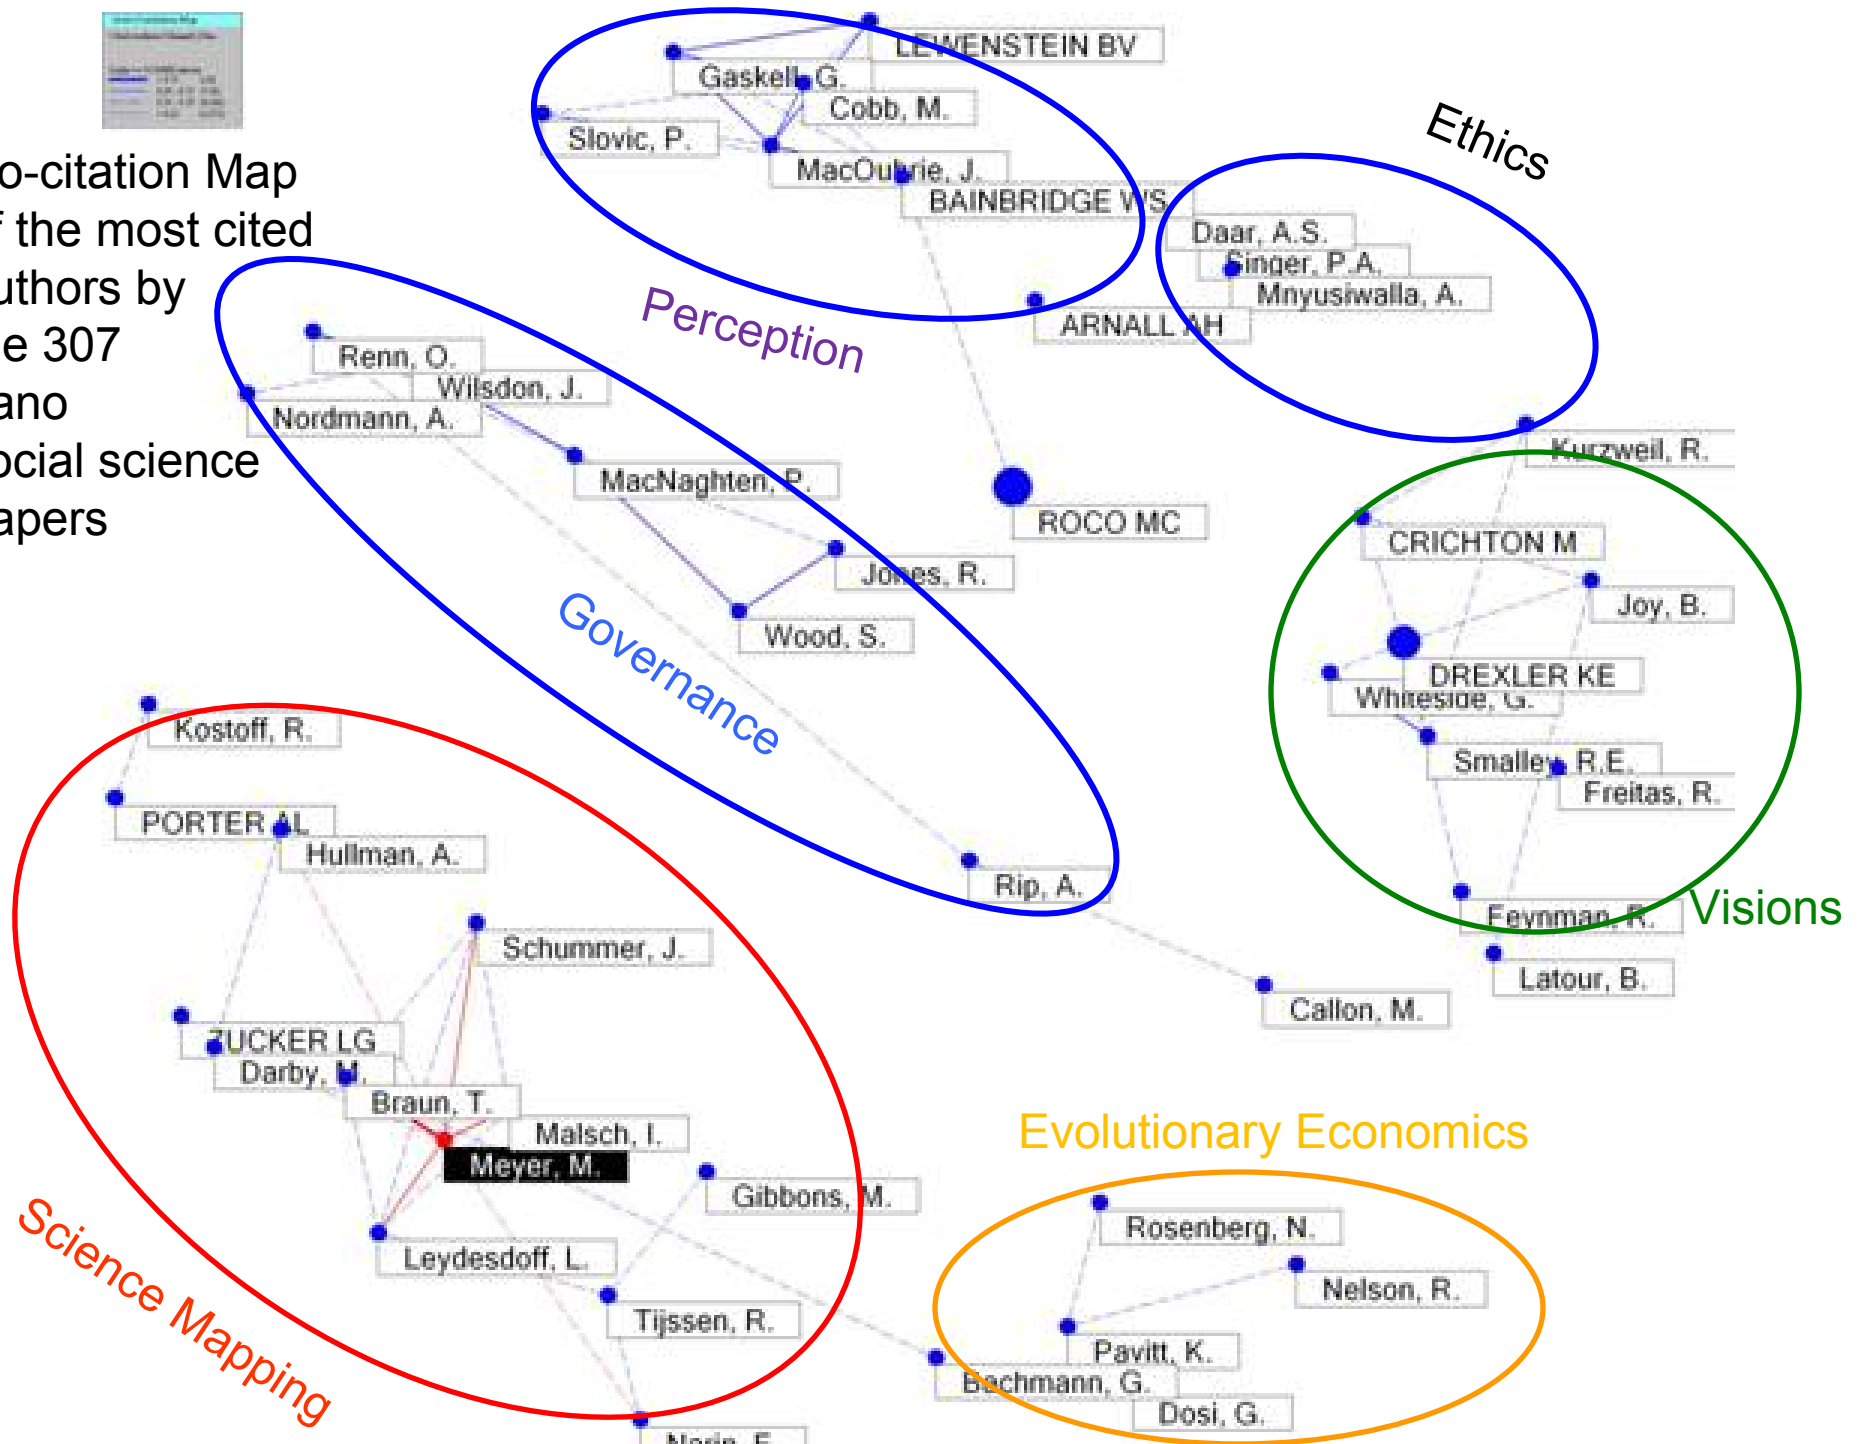 o-citation Map
f the most cited
uthors by
e 307
ano
ocial science
apers
LEWENSTEIN BV
Gaskell, G.
Cobb, M.
Slovic, P.
MacOubrie, J.
BAINBRIDGE WS
Ethics
Daar, A.S.
Singer, P.A.
Mnyusiwalla, A.
ARNALL AH
Perception
Renn, O.
Wilsdon, J.
Nordmann, A.
MacNaghten, P.
ROCO MC
Jones, R.
Wood, S.
Governance
Kurzweil, R.
CRICHTON M
Joy, B.
DREXLER KE
Whiteside, G.
Smalley, R.E.
Freitas, R.
Feynman, R.
Visions
Latour, B.
Rip, A.
Callon, M.
Kostoff, R.
PORTER AL
Hullman, A.
Schummer, J.
ZUCKER LG
Darby, M.
Braun, T.
Malsch, I.
Meyer, M.
Gibbons, M.
Leydesdoff, L.
Tijssen, R.
Narin, F.
Science Mapping
Evolutionary Economics
Rosenberg, N.
Nelson, R.
Pavitt, K.
Bachmann, G.
Dosi, G.